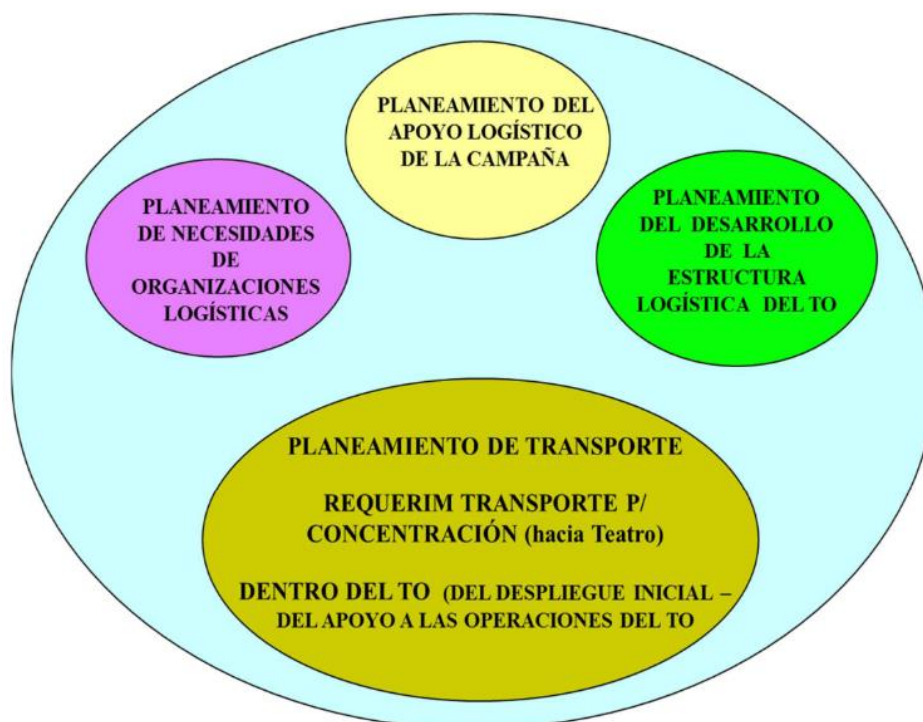 PLANEAMIENTO DEL
APOYO LOGÍSTICO
DE LA CAMPAÑA
PLANEAMIENTO
DE NECESIDADES
DE
ORGANIZACIONES
LOGÍSTICAS
PLANEAMIENTO
DEL DESARROLLO
DE LA
ESTRUCTURA
LOGÍSTICA DEL TO
PLANEAMIENTO DE TRANSPORTE
REQUERIM TRANSPORTE P/
CONCENTRACIÓN (hacia Teatro)
DENTRO DEL TO (DEL DESPLIEGUE INICIAL –
DEL APOYO A LAS OPERACIONES DEL TO